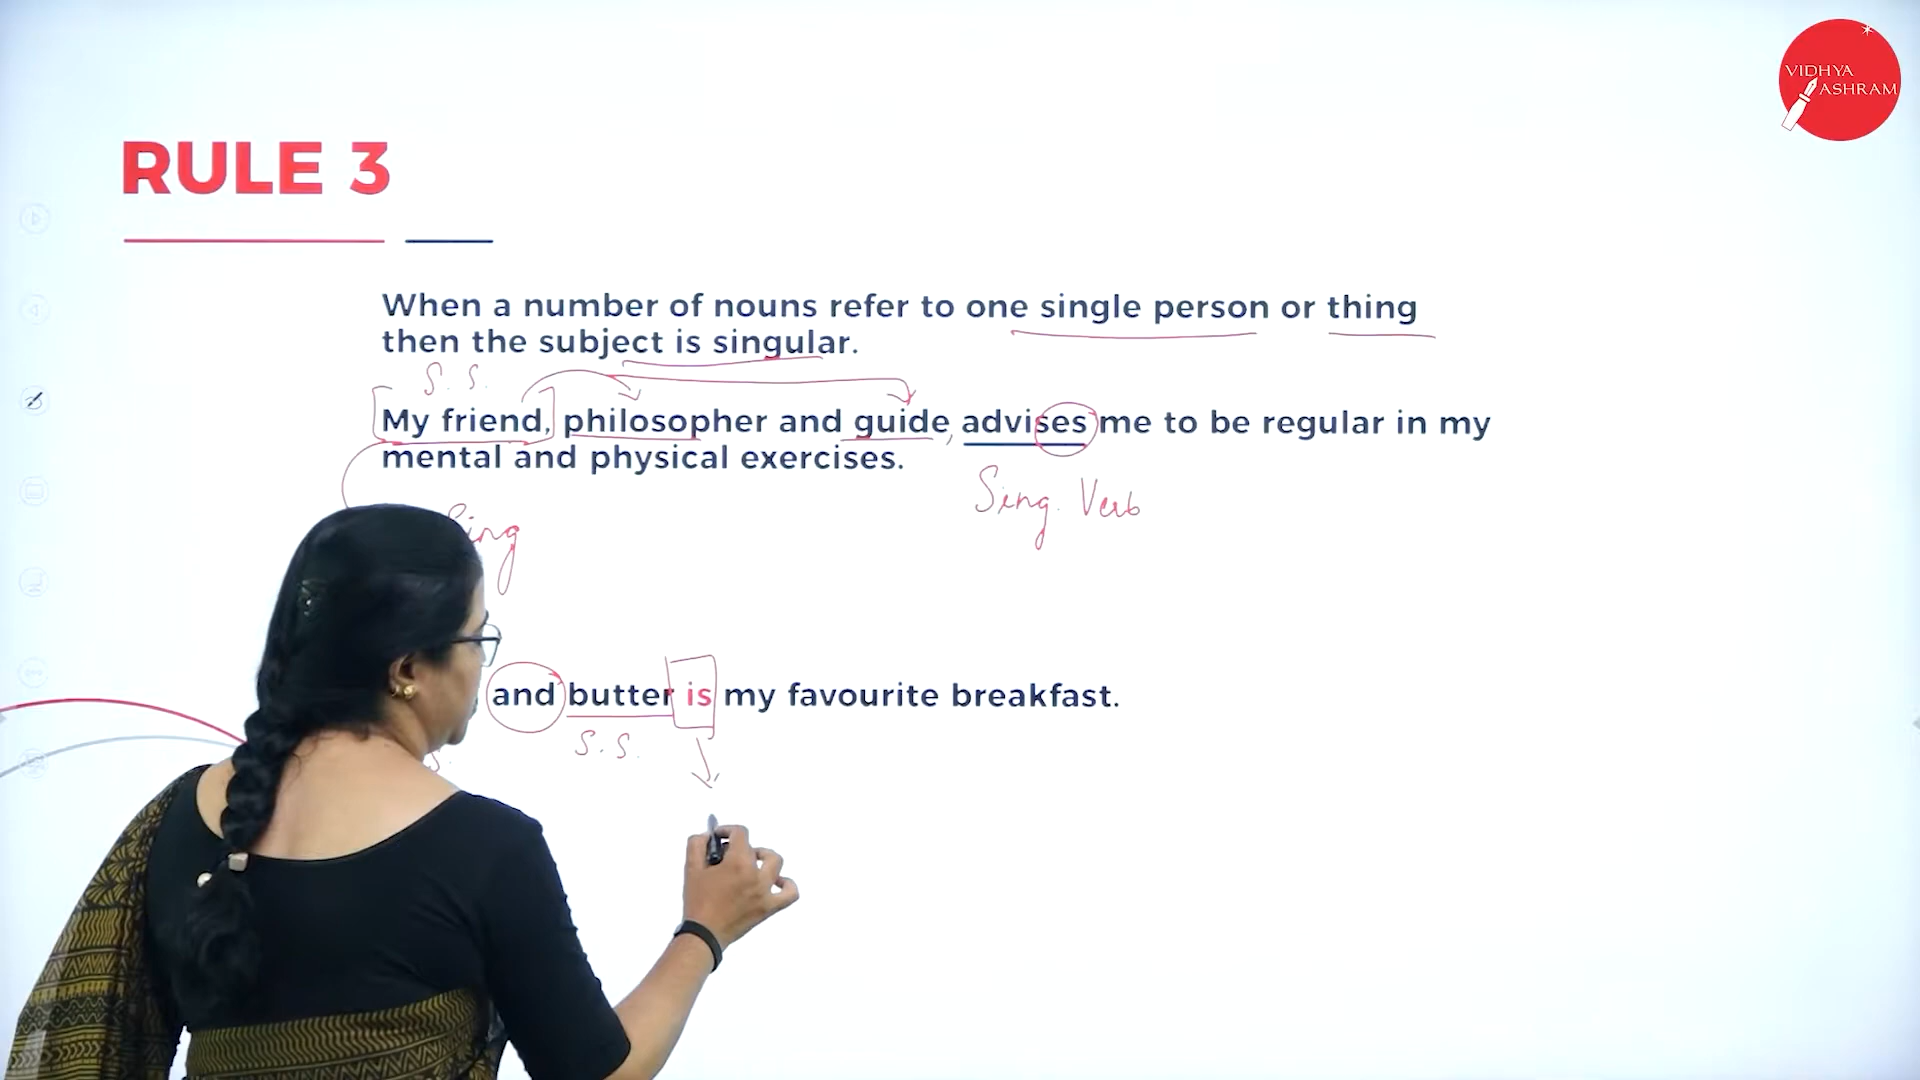 VIDHYA
ASHRAM
RULE 3
When a number of nouns refer to one single person or thing
then the subject is singular.
S. S.
My friend, philosopher and guide, advises me to be regular in my
mental and physical exercises.
Sing. Verb
Sing
and butter is my favourite breakfast.
S. S.
S.